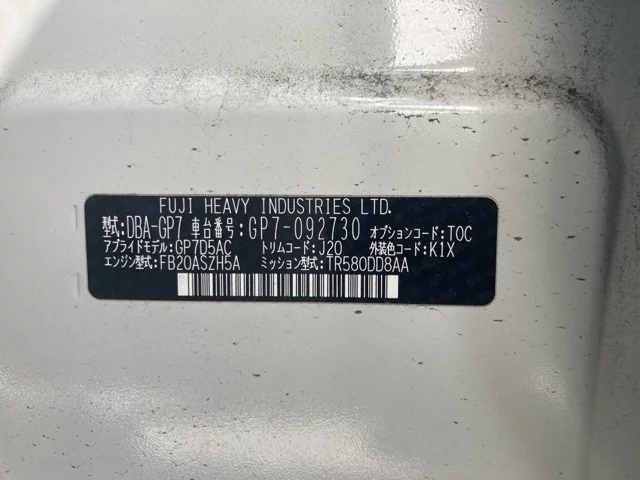 FUJI HEAVY INDUSTRIES LTD.
型式:DBA-GP7 車台番号:GP7-092730 オプションコード:TOC
アプライドモデル:GP7D5AC トリムコード:J20 外装色コード:K1X
エンジン型式:FB20ASZH5A ミッション型式:TR580DD8AA